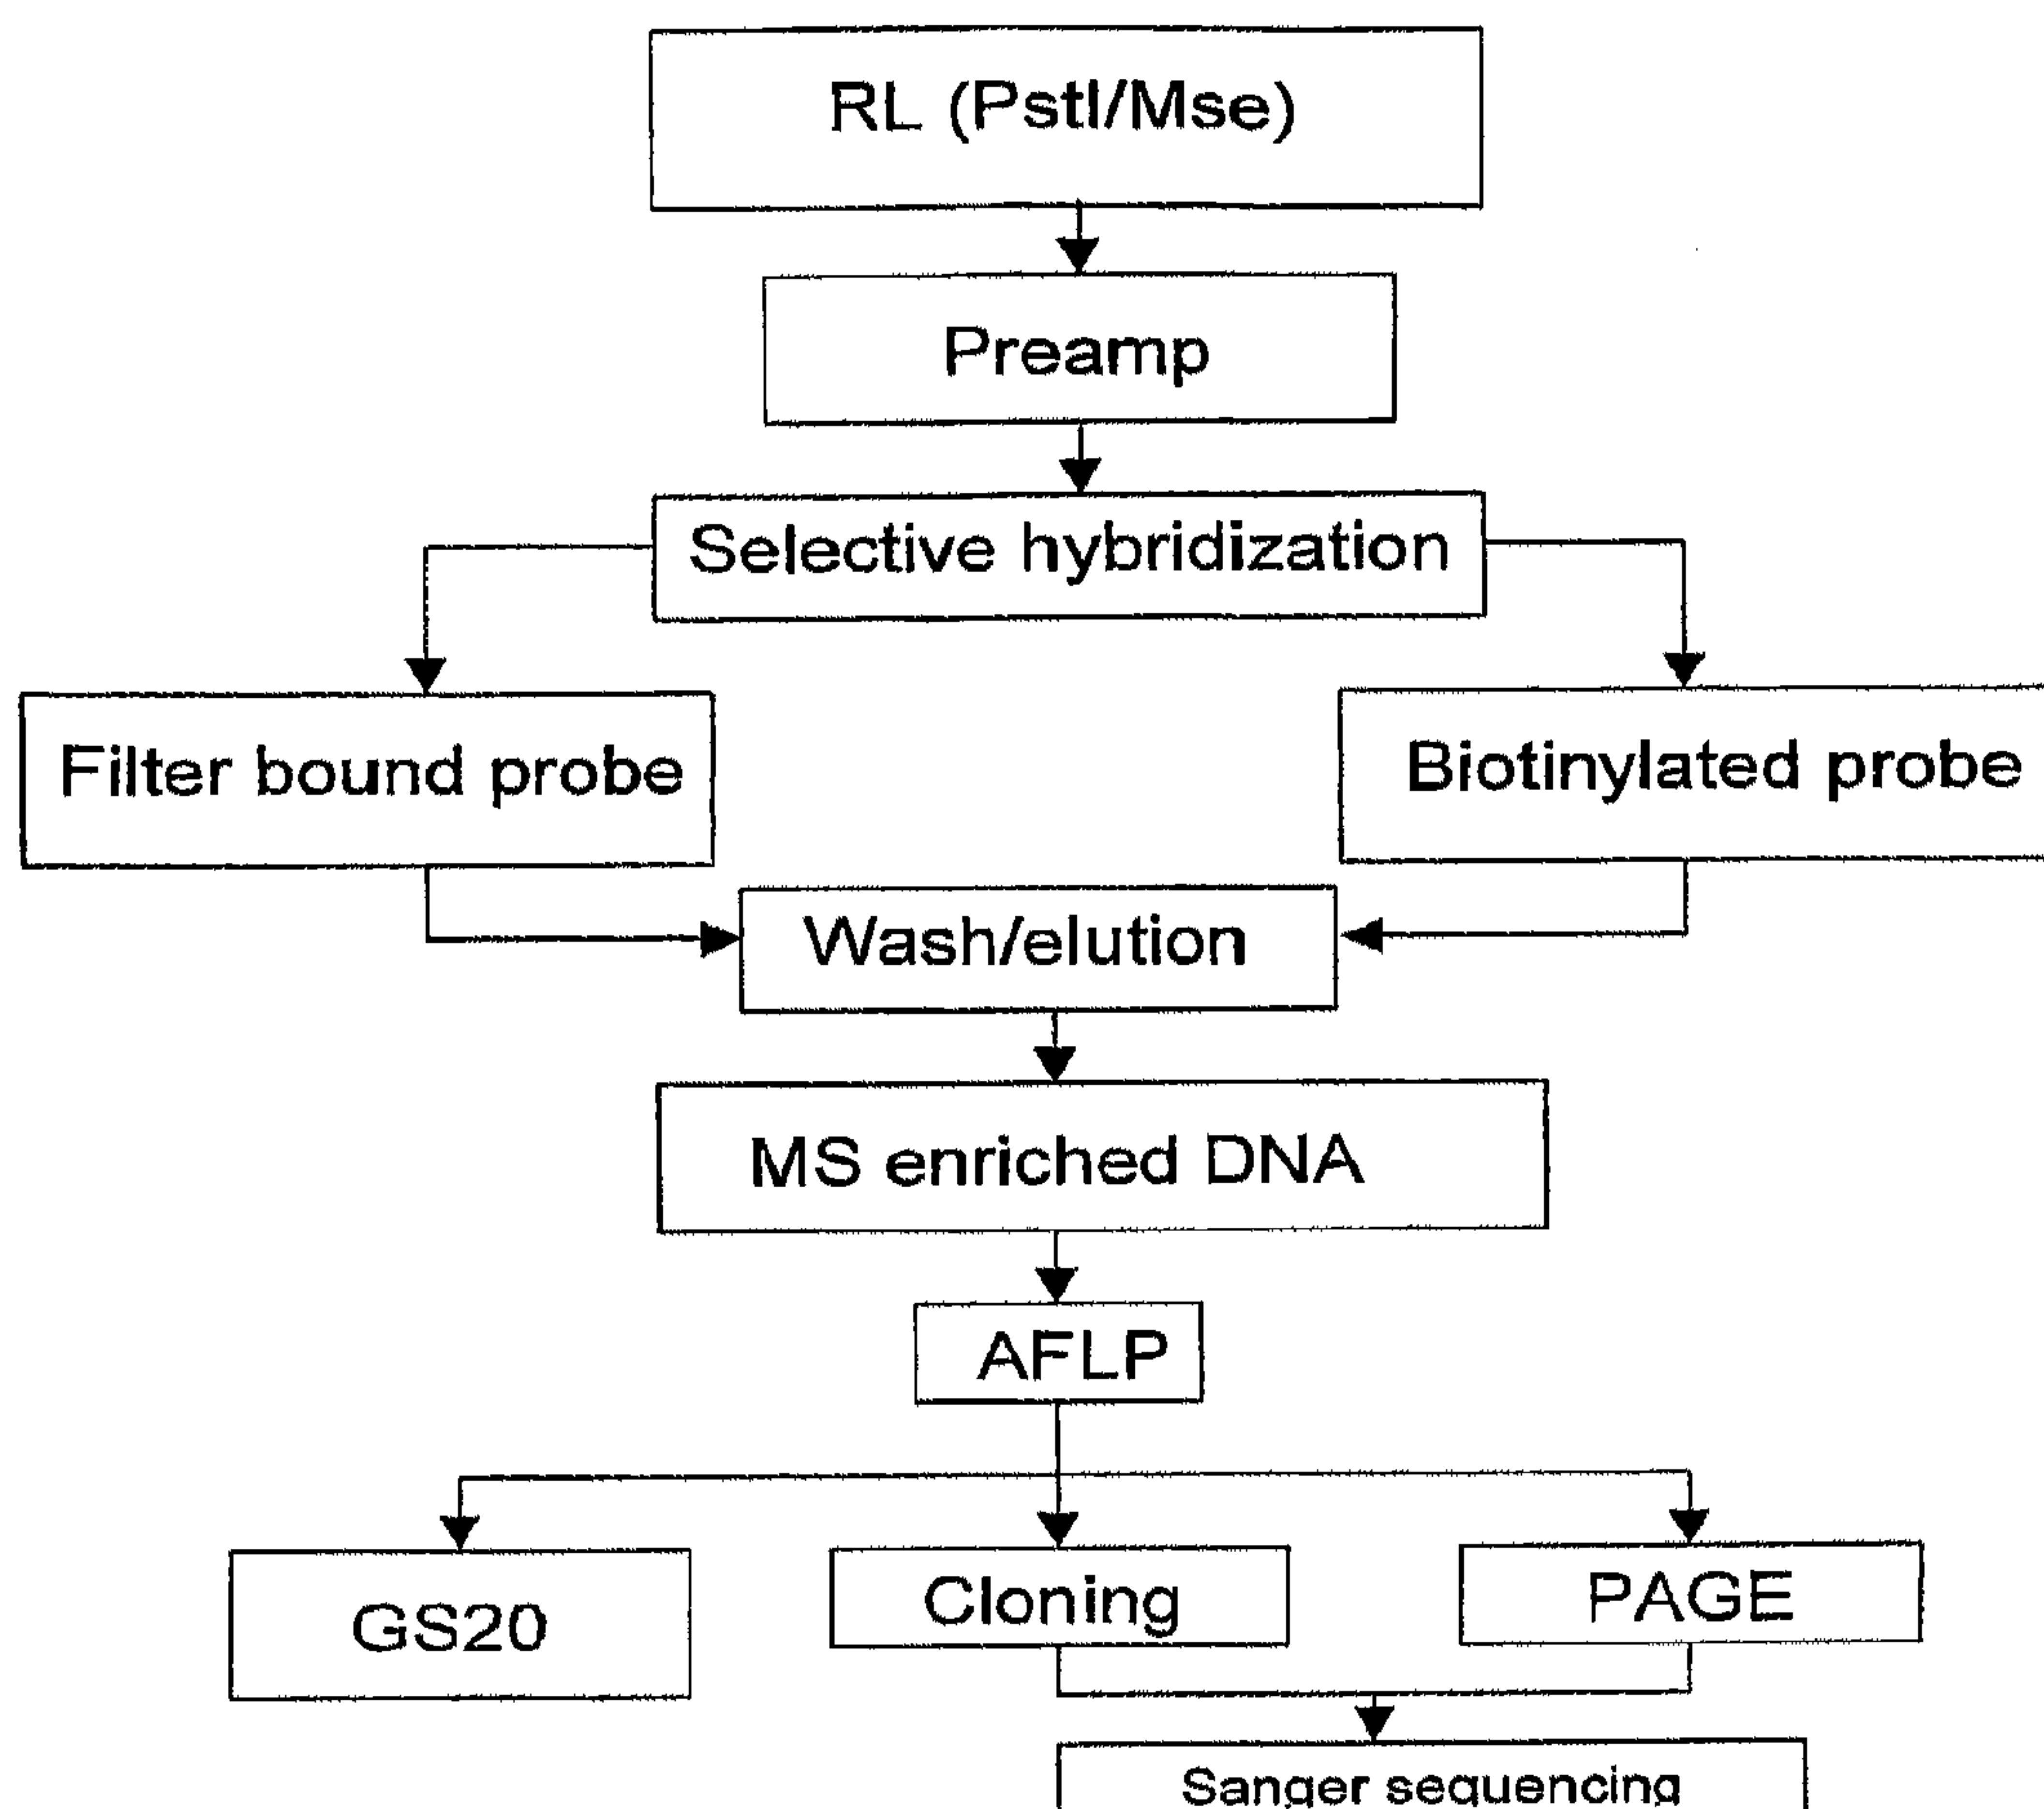 RL (PstI/Mse)
Preamp
Selective hybridization
Filter bound probe
Biotinylated probe
Wash/elution
MS enriched DNA
AFLP
GS20
Cloning
PAGE
Sanger sequencing